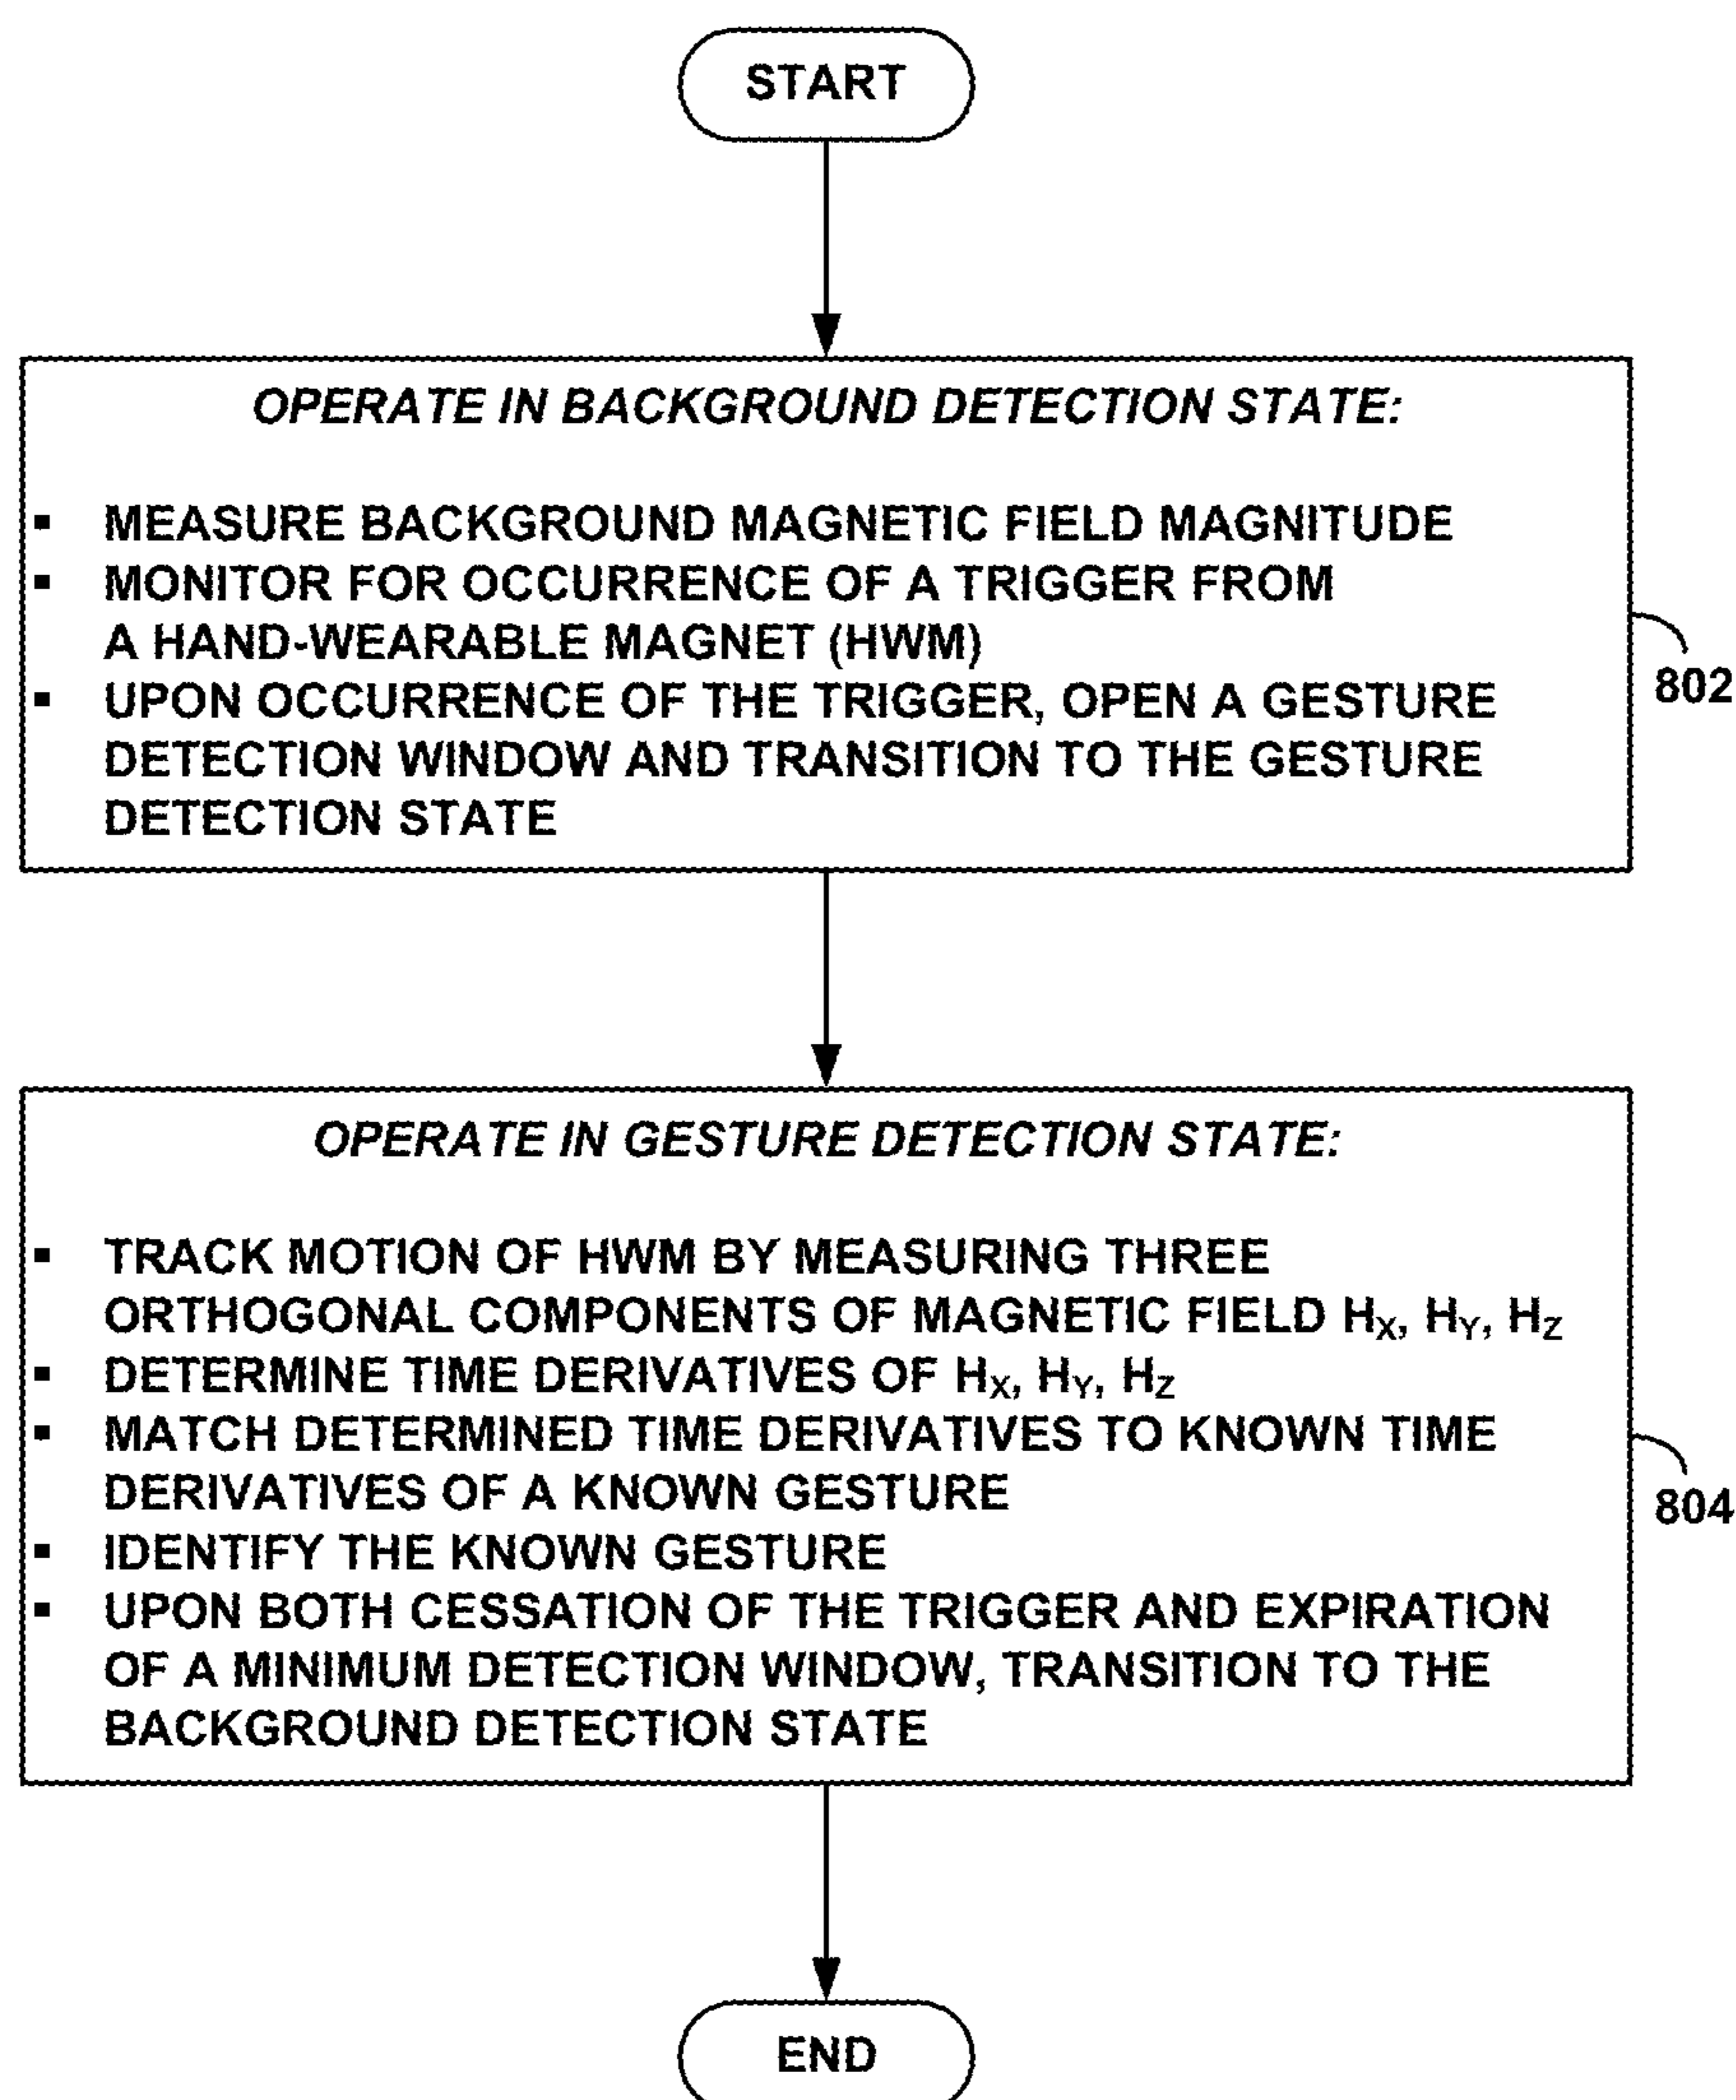 START
OPERATE IN BACKGROUND DETECTION STATE:
▪ MEASURE BACKGROUND MAGNETIC FIELD MAGNITUDE
▪ MONITOR FOR OCCURRENCE OF A TRIGGER FROM
A HAND-WEARABLE MAGNET (HWM)
▪ UPON OCCURRENCE OF THE TRIGGER, OPEN A GESTURE
DETECTION WINDOW AND TRANSITION TO THE GESTURE
DETECTION STATE
802
OPERATE IN GESTURE DETECTION STATE:
▪ TRACK MOTION OF HWM BY MEASURING THREE
ORTHOGONAL COMPONENTS OF MAGNETIC FIELD HX, HY, HZ
▪ DETERMINE TIME DERIVATIVES OF HX, HY, HZ
▪ MATCH DETERMINED TIME DERIVATIVES TO KNOWN TIME
DERIVATIVES OF A KNOWN GESTURE
▪ IDENTIFY THE KNOWN GESTURE
▪ UPON BOTH CESSATION OF THE TRIGGER AND EXPIRATION
OF A MINIMUM DETECTION WINDOW, TRANSITION TO THE
BACKGROUND DETECTION STATE
804
END